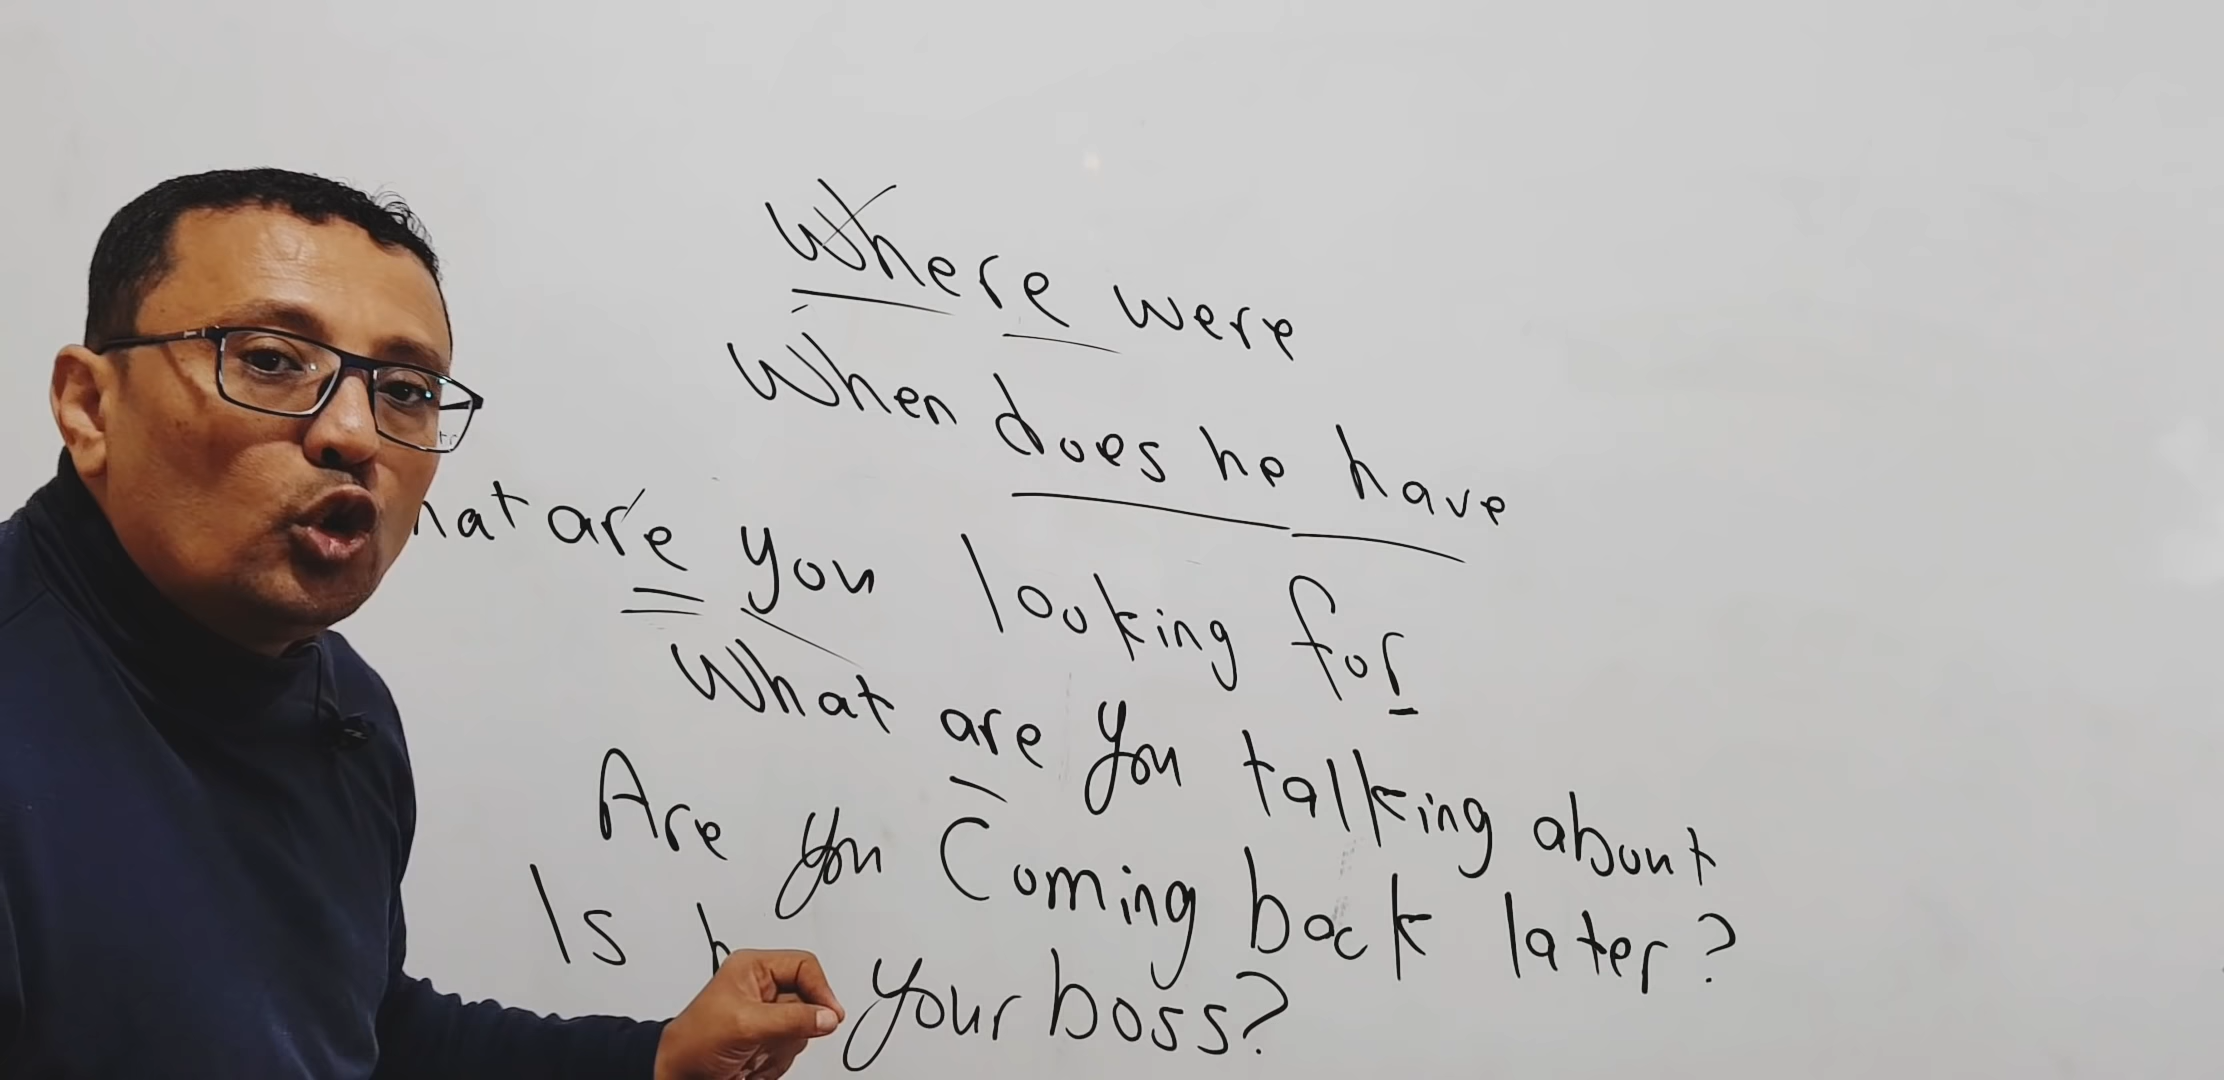 Where were
When does he have
hat are you looking for
What are you talking about
Are you Coming back later?
Is your boss?